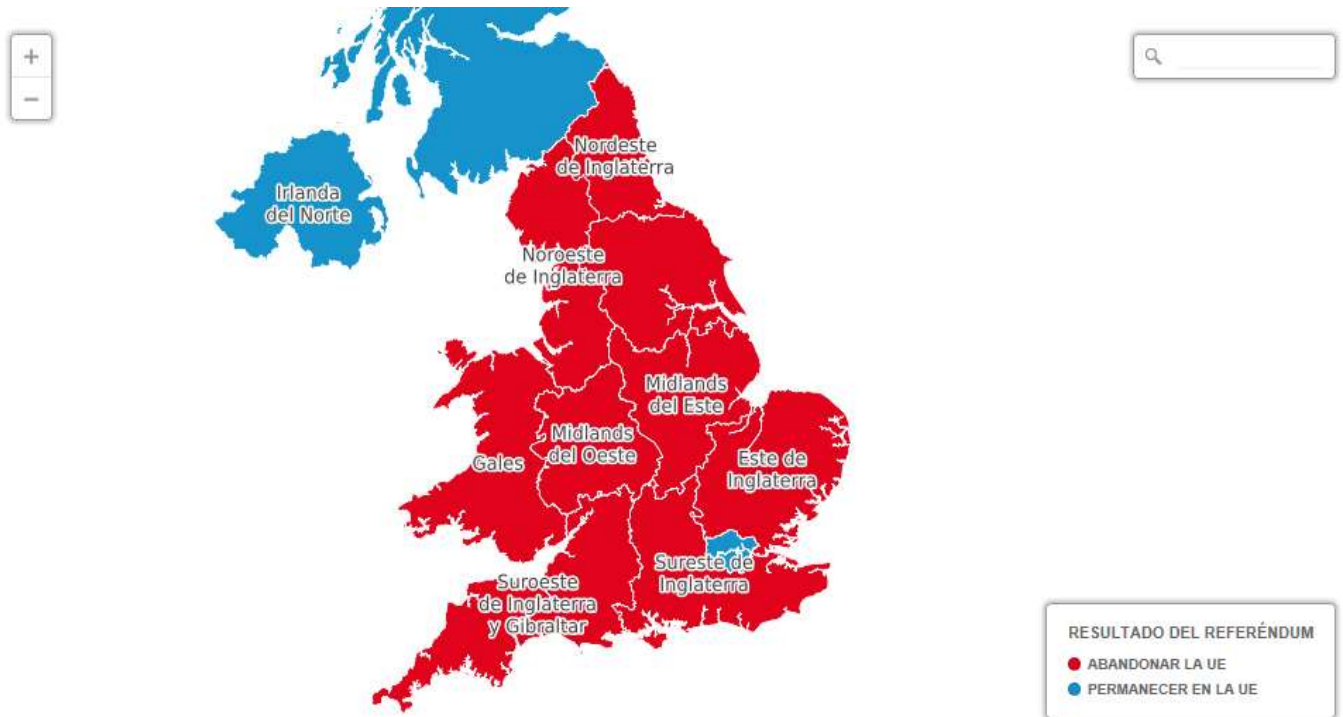 +
−
Nordeste
de Inglaterra
Irlanda
del Norte
Noroeste
de Inglaterra
Midlands
del Este
Midlands
del Oeste
Gales
Este de
Inglaterra
Sureste de
Inglaterra
Suroeste
de Inglaterra
y Gibraltar
RESULTADO DEL REFERÉNDUM
ABANDONAR LA UE
PERMANECER EN LA UE